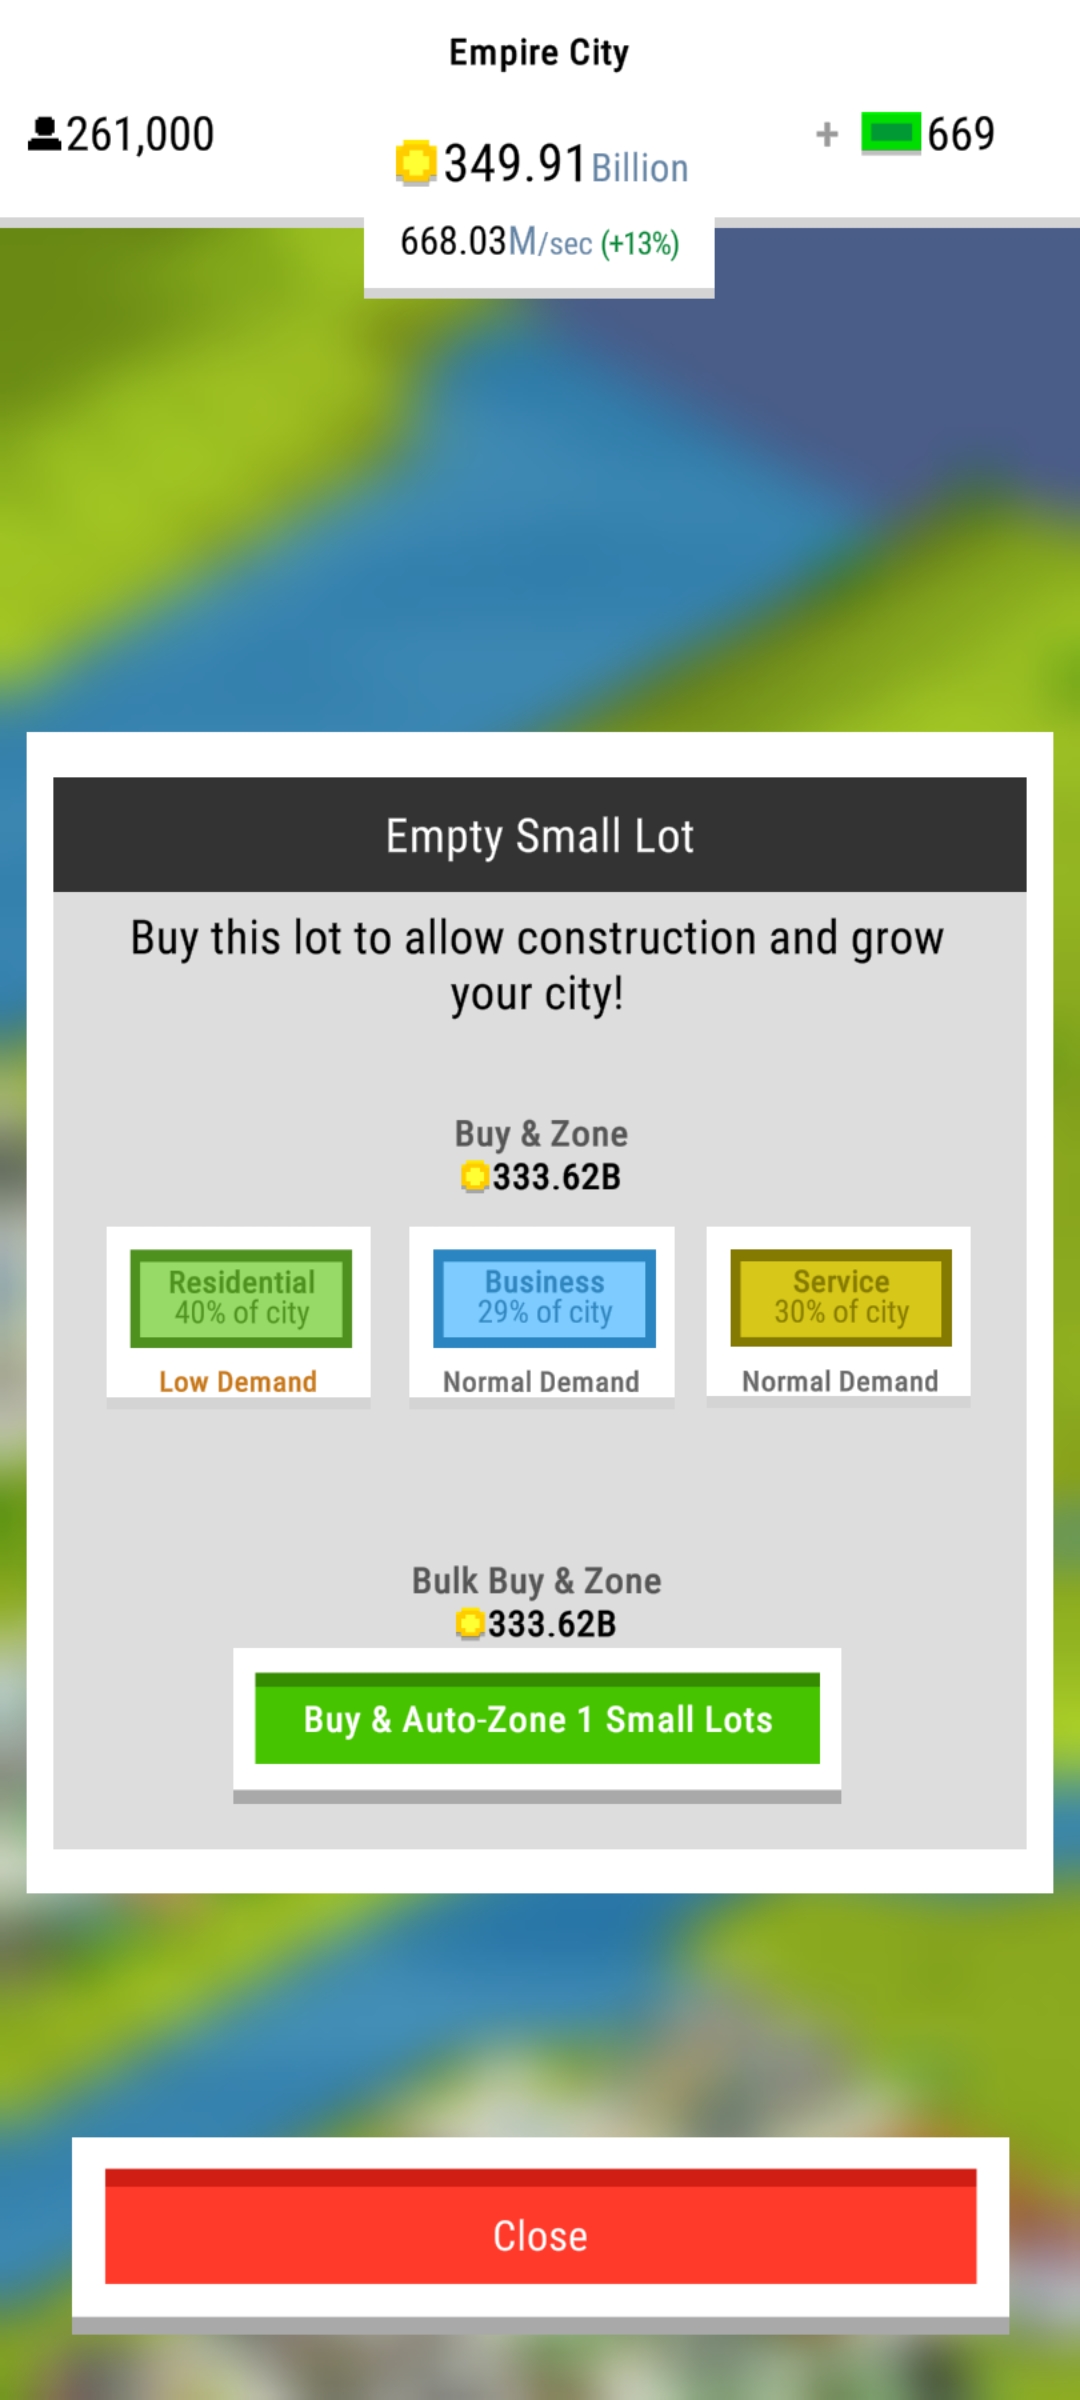 Empire City
261,000
349.91 Billion
+ 669
668.03M/sec (+13%)
Empty Small Lot
Buy this lot to allow construction and grow
your city!
Buy & Zone
333.62B
Residential
40% of city
Low Demand
Business
29% of city
Normal Demand
Service
30% of city
Normal Demand
Bulk Buy & Zone
333.62B
Buy & Auto-Zone 1 Small Lots
Close